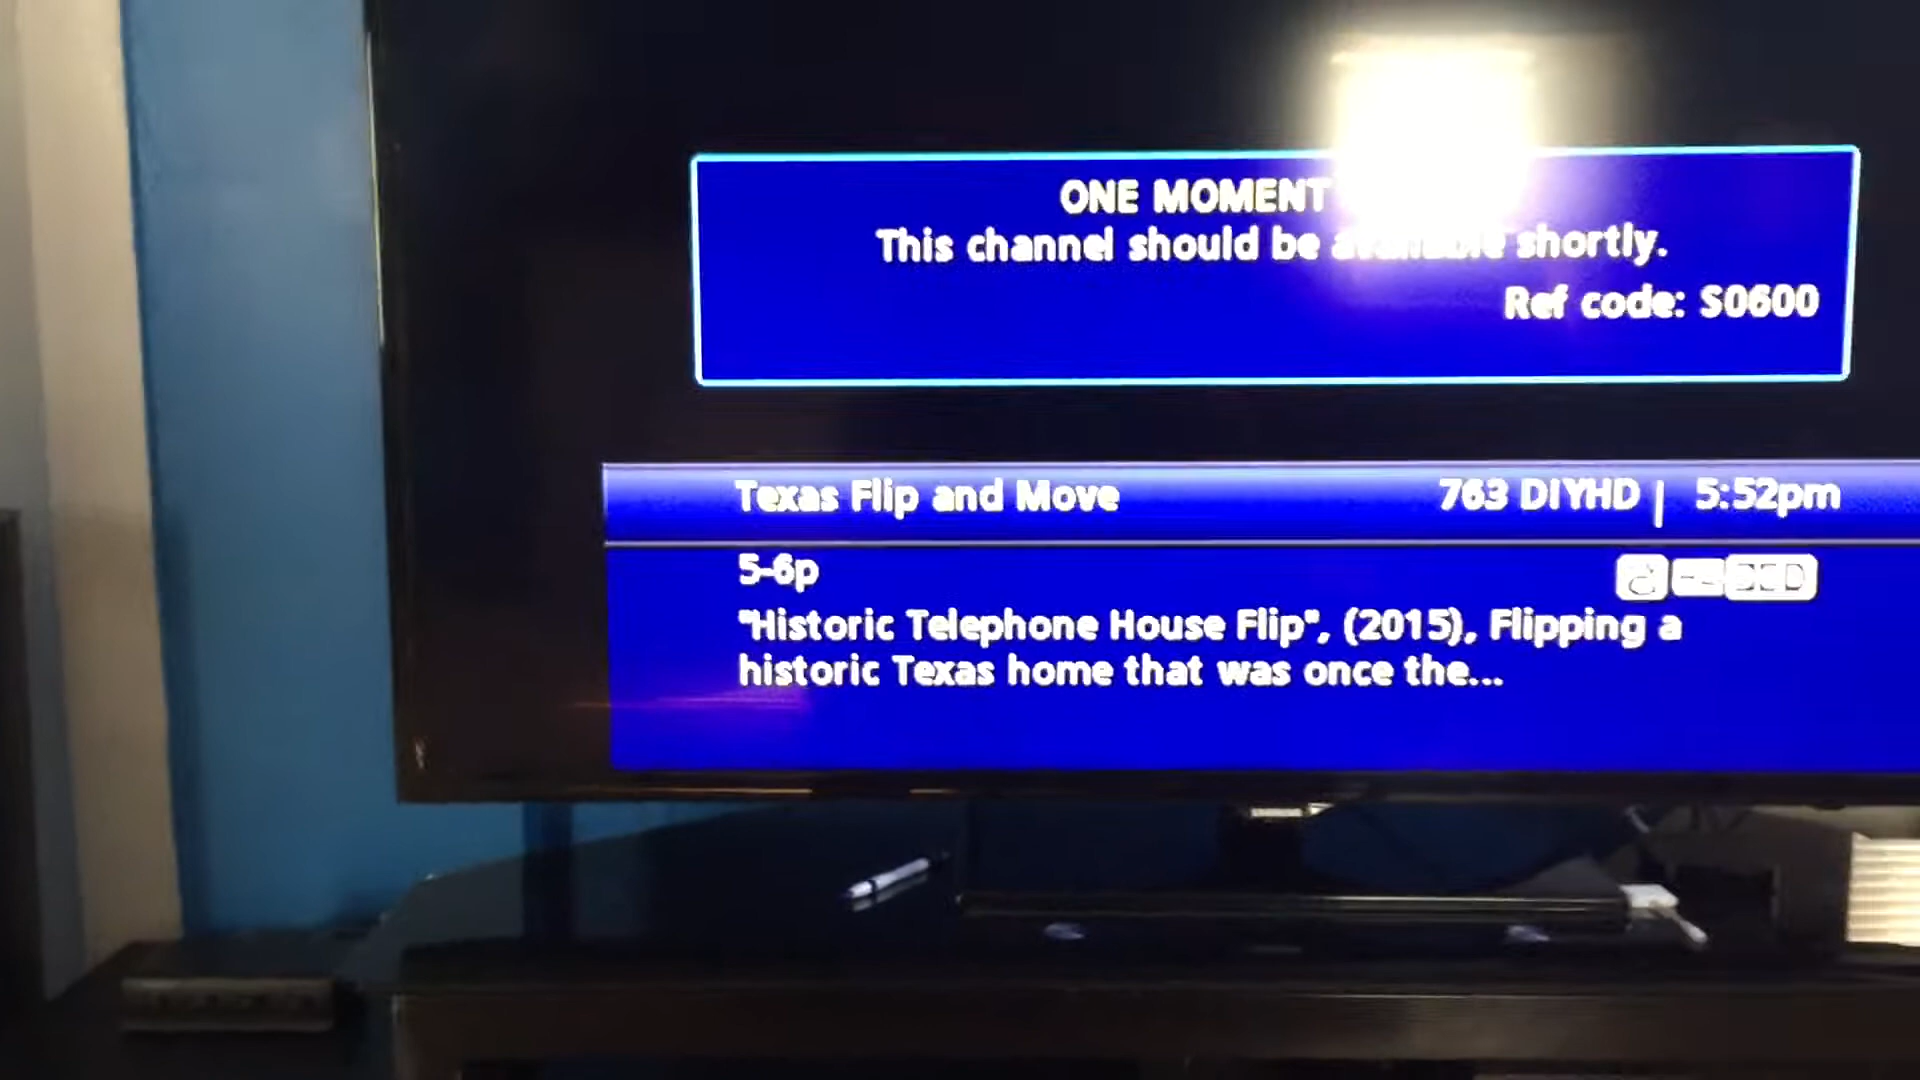 ONE MOMENT
This channel should be available shortly.
Ref code: S0600
Texas Flip and Move 763 DIYHD | 5:52pm
5-6p
"Historic Telephone House Flip", (2015), Flipping a
historic Texas home that was once the...